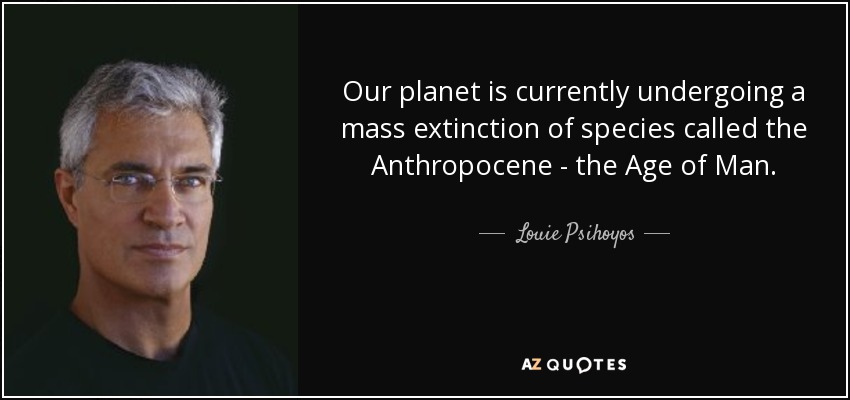 Our planet is currently undergoing a
mass extinction of species called the
Anthropocene - the Age of Man.
Louie Psihoyos
AZ QUOTES